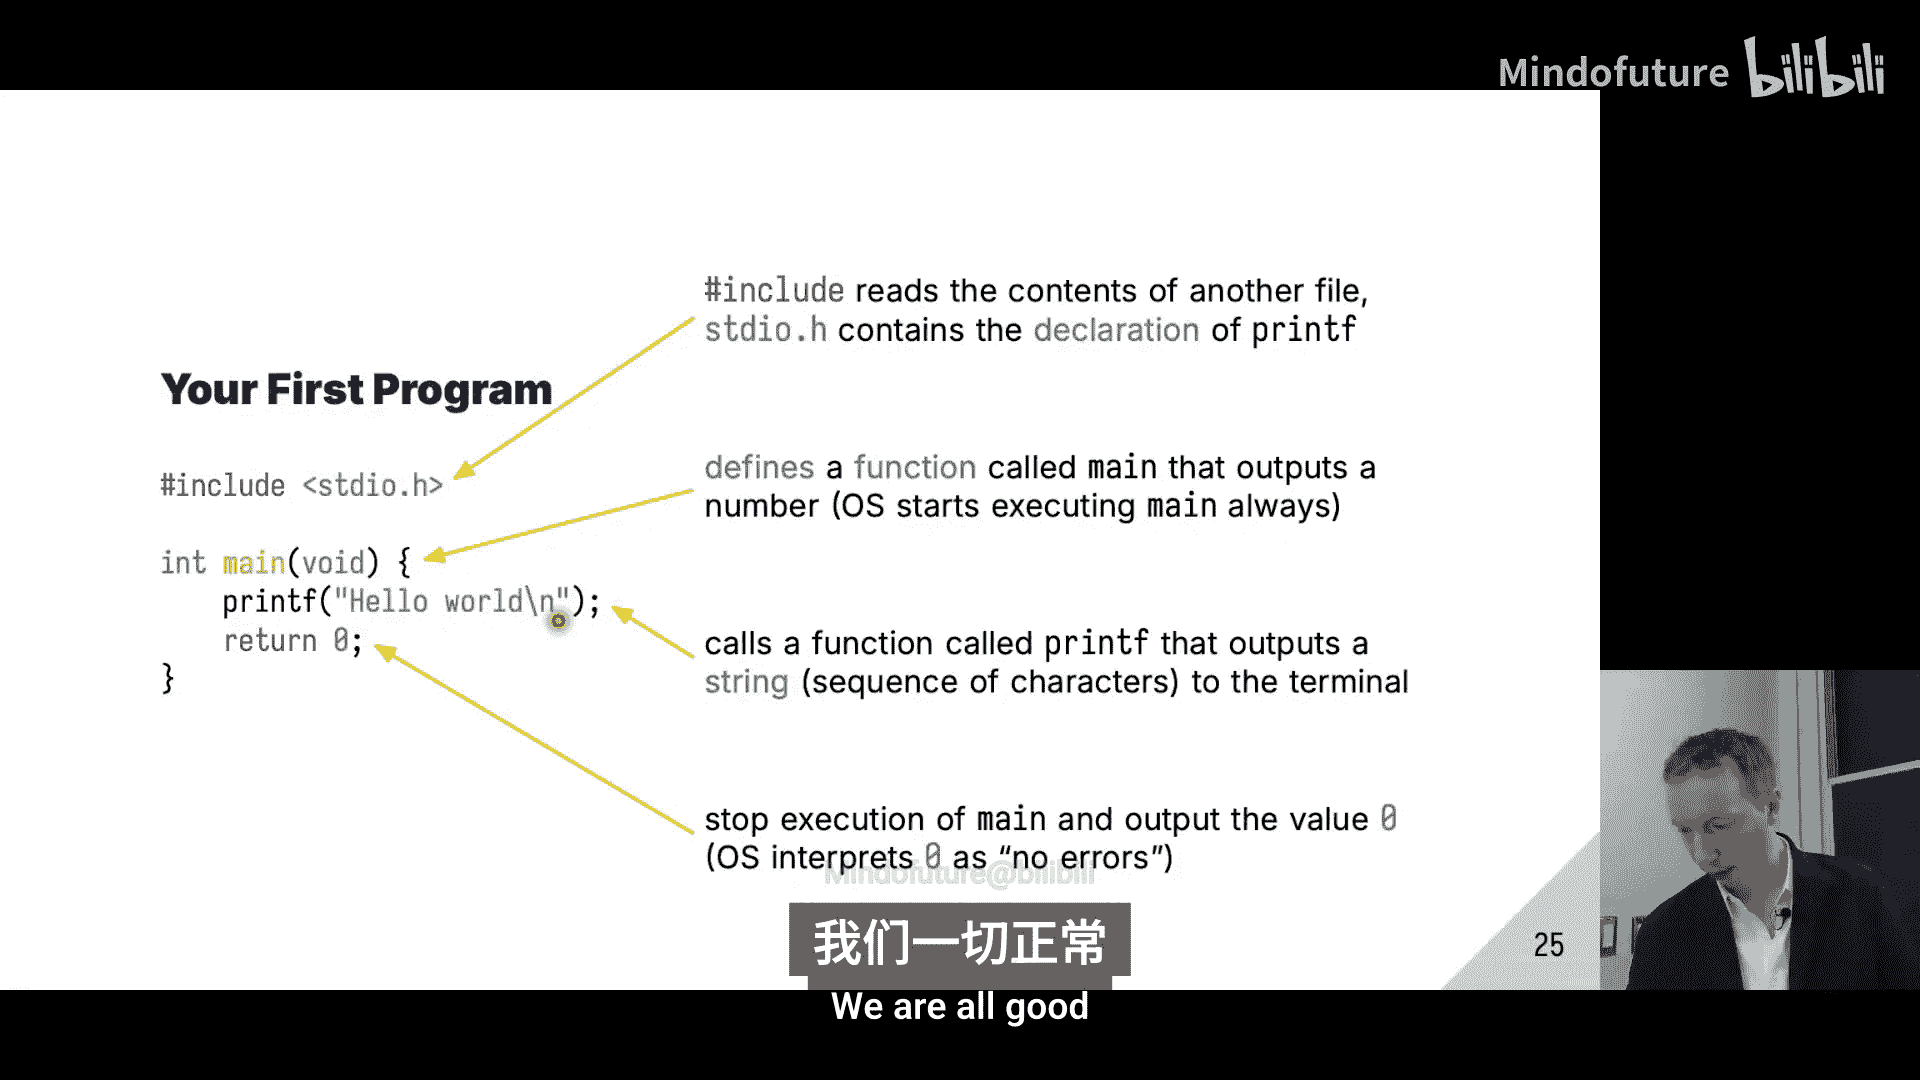 Mindofuture bilibili
#include reads the contents of another file,
stdio.h contains the declaration of printf
Your First Program
#include <stdio.h>
defines a function called main that outputs a
number (OS starts executing main always)
int main(void) {
printf("Hello world\n");
return 0;
}
calls a function called printf that outputs a
string (sequence of characters) to the terminal
stop execution of main and output the value 0
(OS interprets 0 as “no errors”)
Mindofuture@bilibili
我们一切正常
We are all good
25